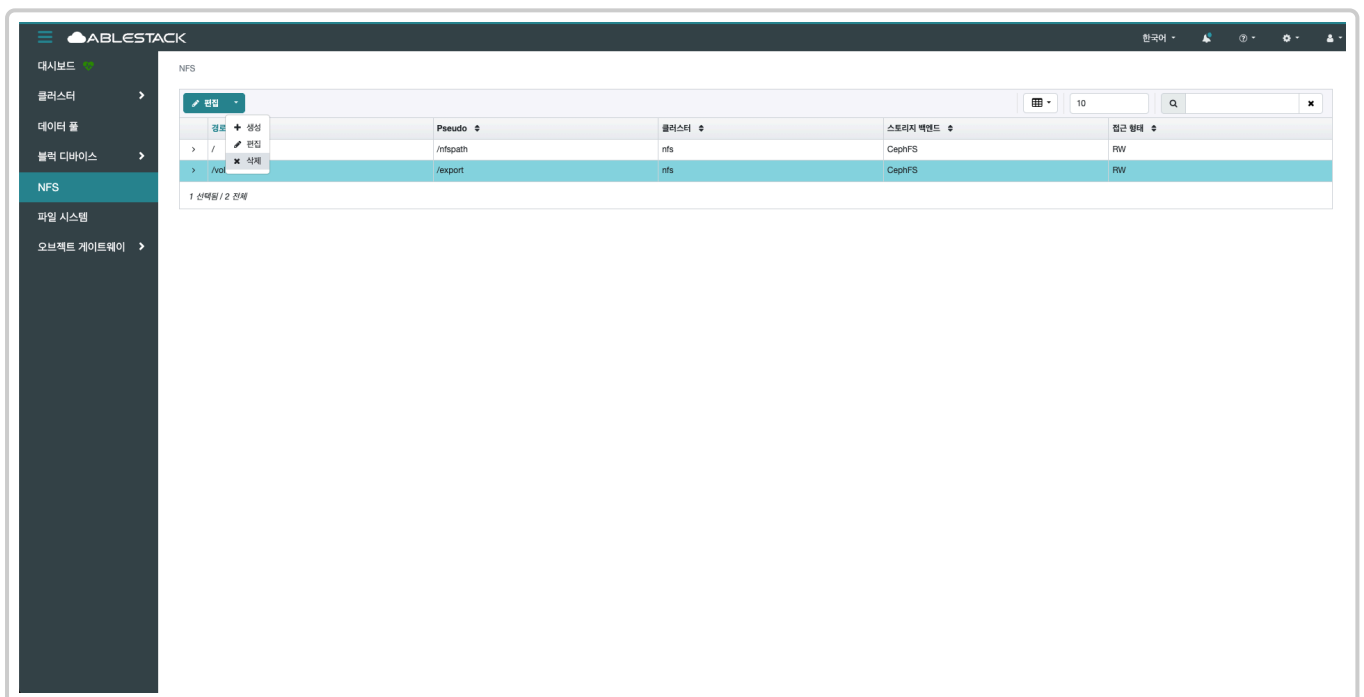 ABLESTACK
한국어
대시보드
클러스터
데이터 풀
블럭 디바이스
NFS
파일 시스템
오브젝트 게이트웨이
NFS
편집
10
생성
편집
삭제
경로 Pseudo 클러스터 스토리지 백엔드 접근 형태
/ /nfspath nfs CephFS RW
/vol /export nfs CephFS RW
1 선택됨 / 2 전체